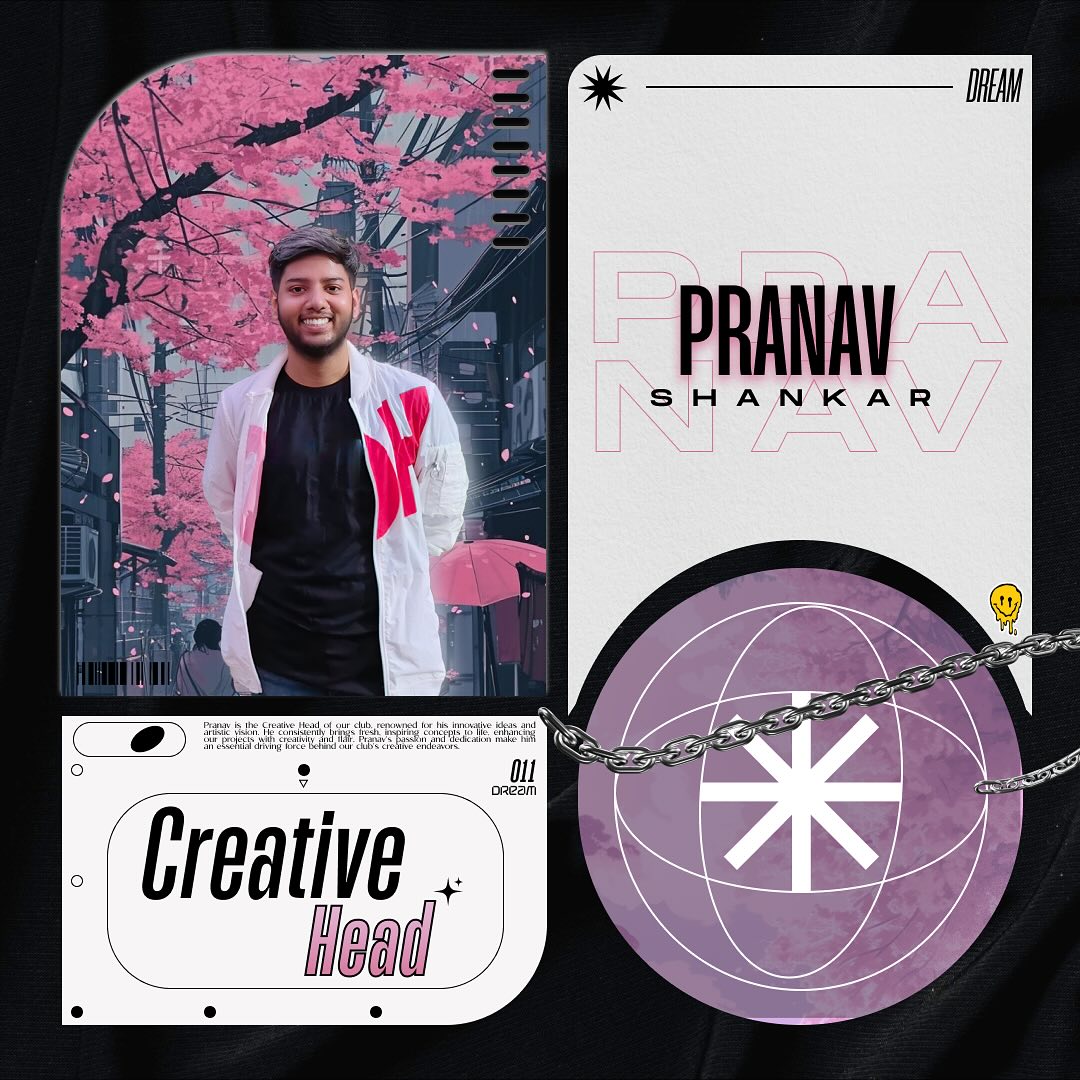 DREAM
PRA
NAV
PRANAV
SHANKAR
Pranav is the Creative Head of our club, renowned for his innovative ideas and
artistic vision. He consistently brings fresh, inspiring concepts to life, enhancing
our projects with creativity and flair. Pranav's passion and dedication make him
an essential driving force behind our club's creative endeavors.
011
DREAM
Creative
Head